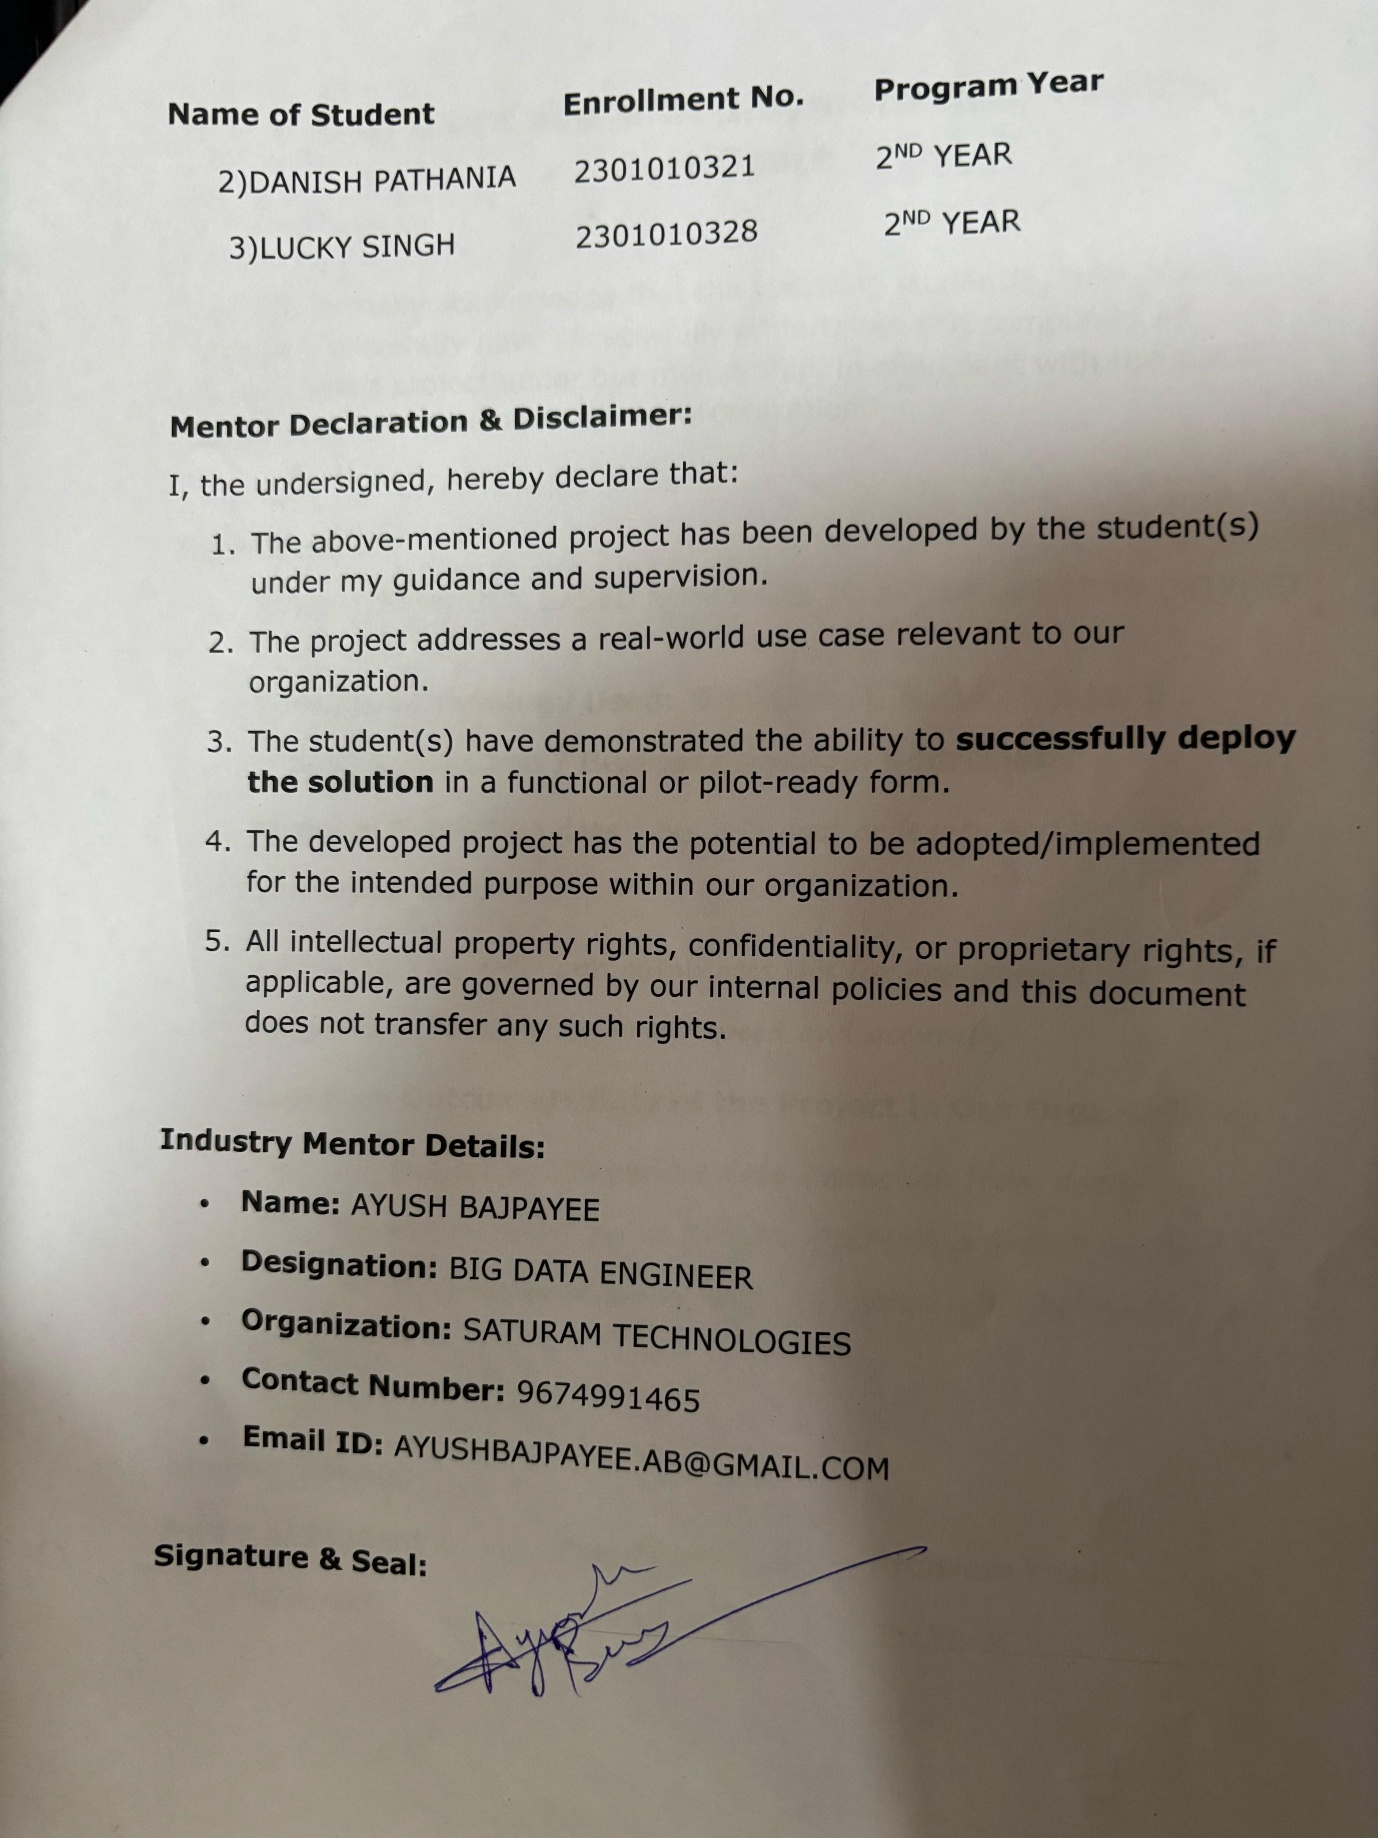 Name of Student Enrollment No. Program Year
2)DANISH PATHANIA 2301010321 2ND YEAR
3)LUCKY SINGH 2301010328 2ND YEAR
Mentor Declaration & Disclaimer:
I, the undersigned, hereby declare that:
1. The above-mentioned project has been developed by the student(s)
under my guidance and supervision.
2. The project addresses a real-world use case relevant to our
organization.
3. The student(s) have demonstrated the ability to successfully deploy
the solution in a functional or pilot-ready form.
4. The developed project has the potential to be adopted/implemented
for the intended purpose within our organization.
5. All intellectual property rights, confidentiality, or proprietary rights, if
applicable, are governed by our internal policies and this document
does not transfer any such rights.
Industry Mentor Details:
• Name: AYUSH BAJPAYEE
• Designation: BIG DATA ENGINEER
• Organization: SATURAM TECHNOLOGIES
• Contact Number: 9674991465
• Email ID: AYUSHBAJPAYEE.AB@GMAIL.COM
Signature & Seal: